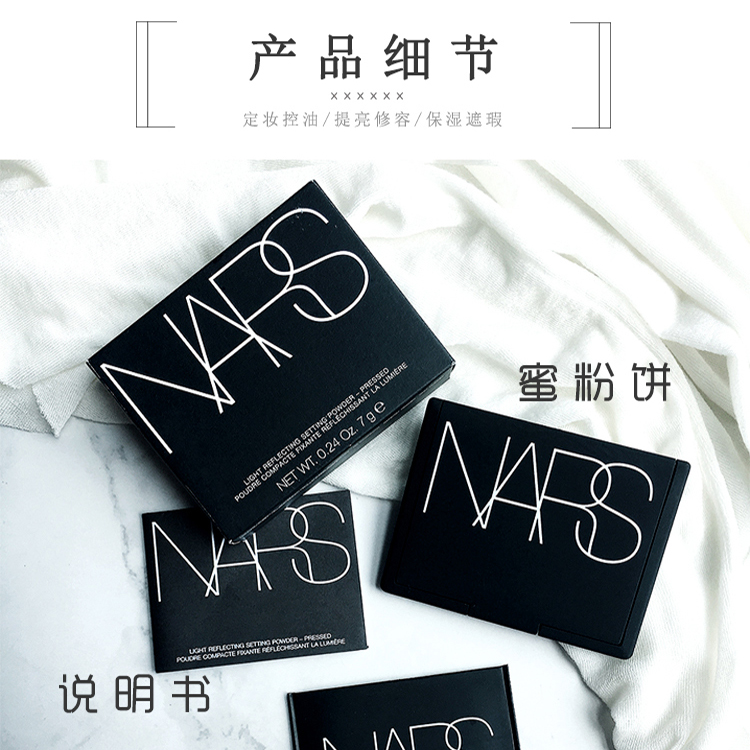 产品细节
××××××
定妆控油/提亮修容/保湿遮瑕
NARS
LIGHT REFLECTING SETTING POWDER – PRESSED
POUDRE COMPACTE FIXANTE RÉFLÉCHISSANT LA LUMIÈRE
NET WT. 0.24 Oz. 7 g ℮
蜜粉饼
NARS
NARS
LIGHT REFLECTING SETTING POWDER – PRESSED
POUDRE COMPACTE FIXANTE RÉFLÉCHISSANT LA LUMIÈRE
说明书
NARS